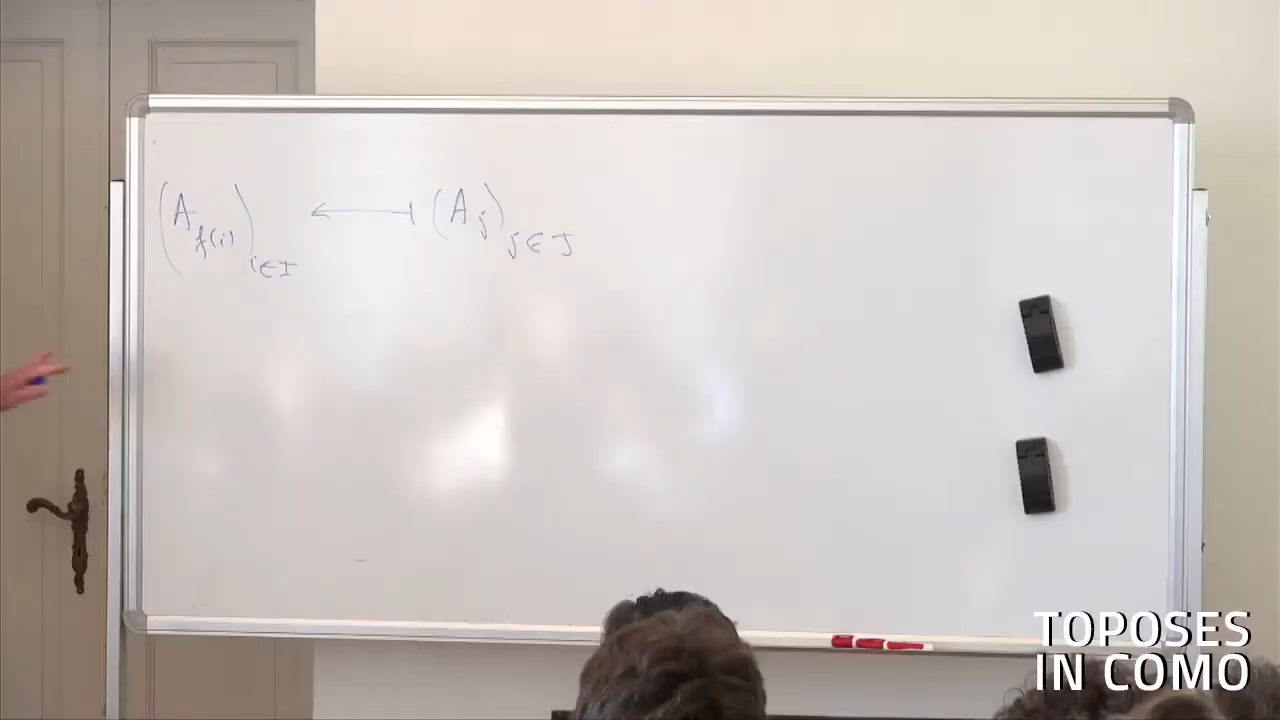 (A_{f(i)})_{i∈I} ⟻ (A_j)_{j∈J}
TOPOSES
IN COMO